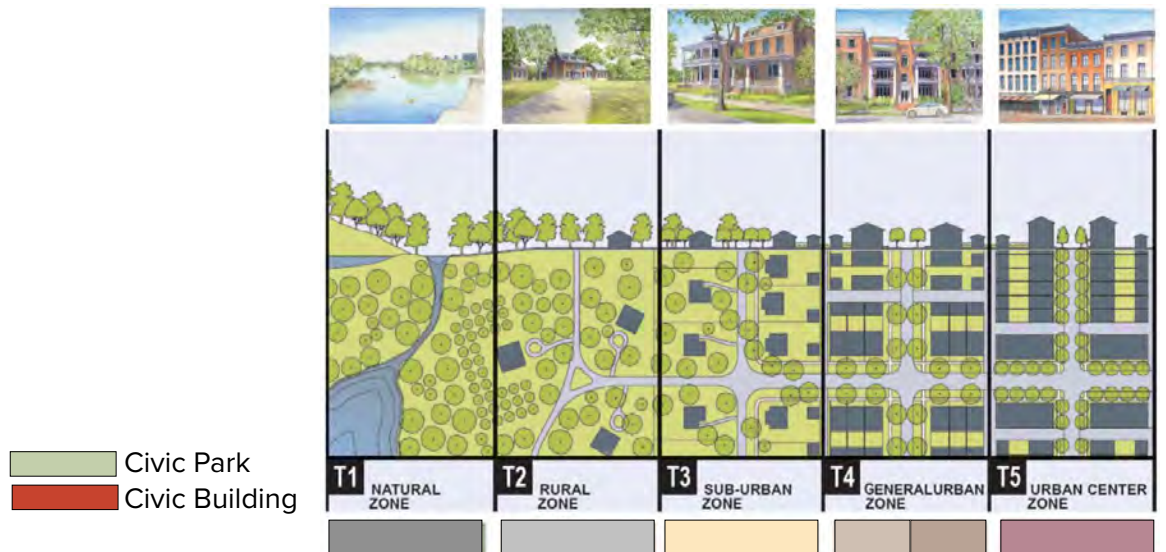 Civic Park
Civic Building
T1 NATURAL
ZONE
T2 RURAL
ZONE
T3 SUB-URBAN
ZONE
T4 GENERALURBAN
ZONE
T5 URBAN CENTER
ZONE